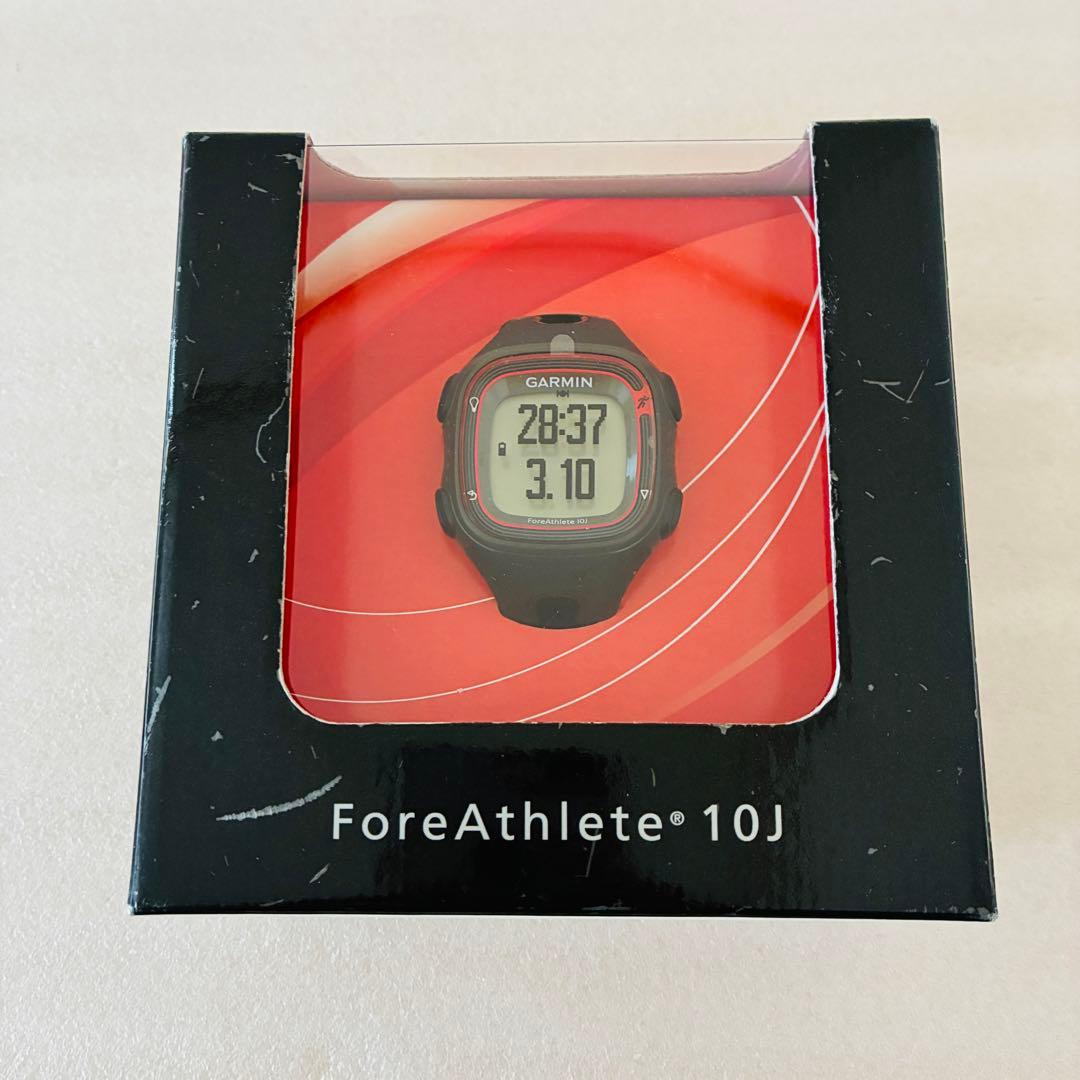 GARMIN
28:37
3.10
ForeAthlete 10J
ForeAthlete® 10J